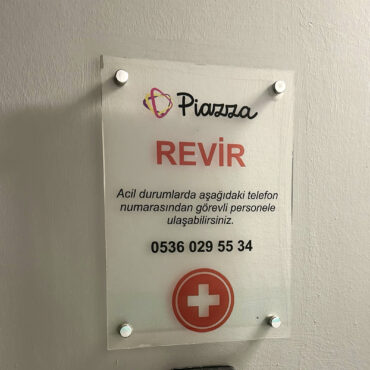 Piazza
REVİR
Acil durumlarda aşağıdaki telefon
numarasından görevli personele
ulaşabilirsiniz.
0536 029 55 34